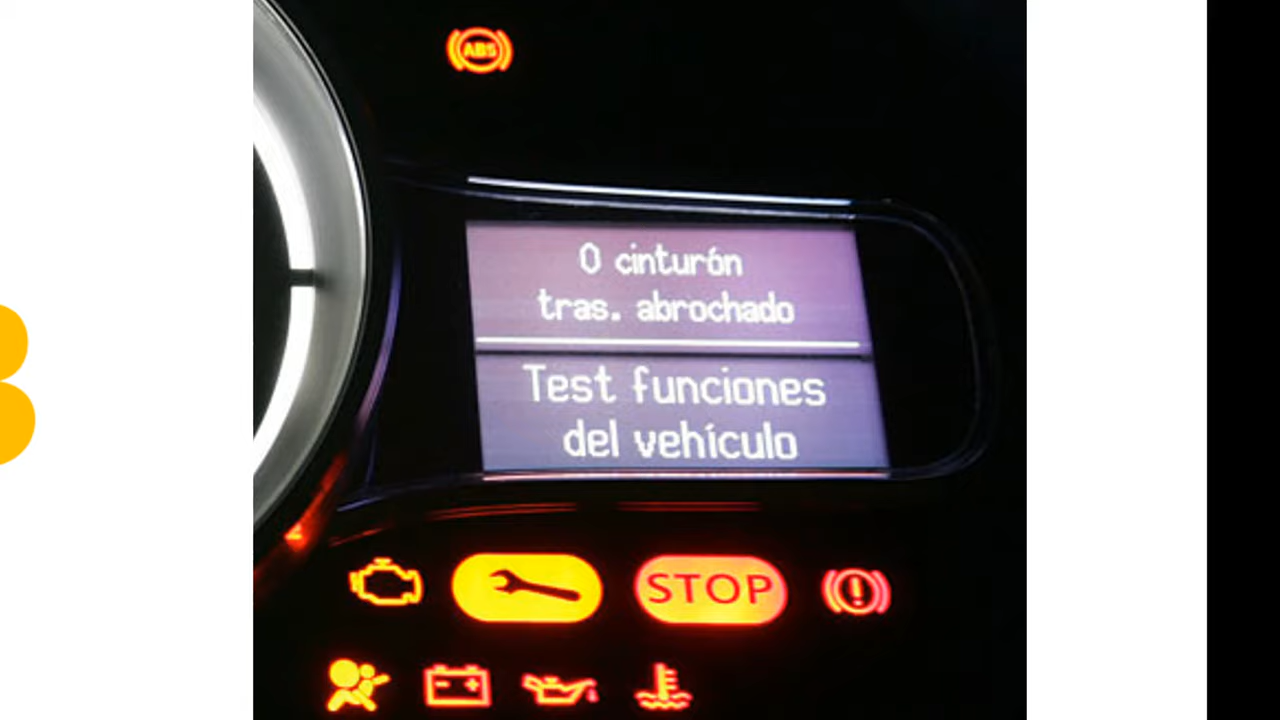 ABS
0 cinturón
tras. abrochado
Test funciones
del vehículo
STOP